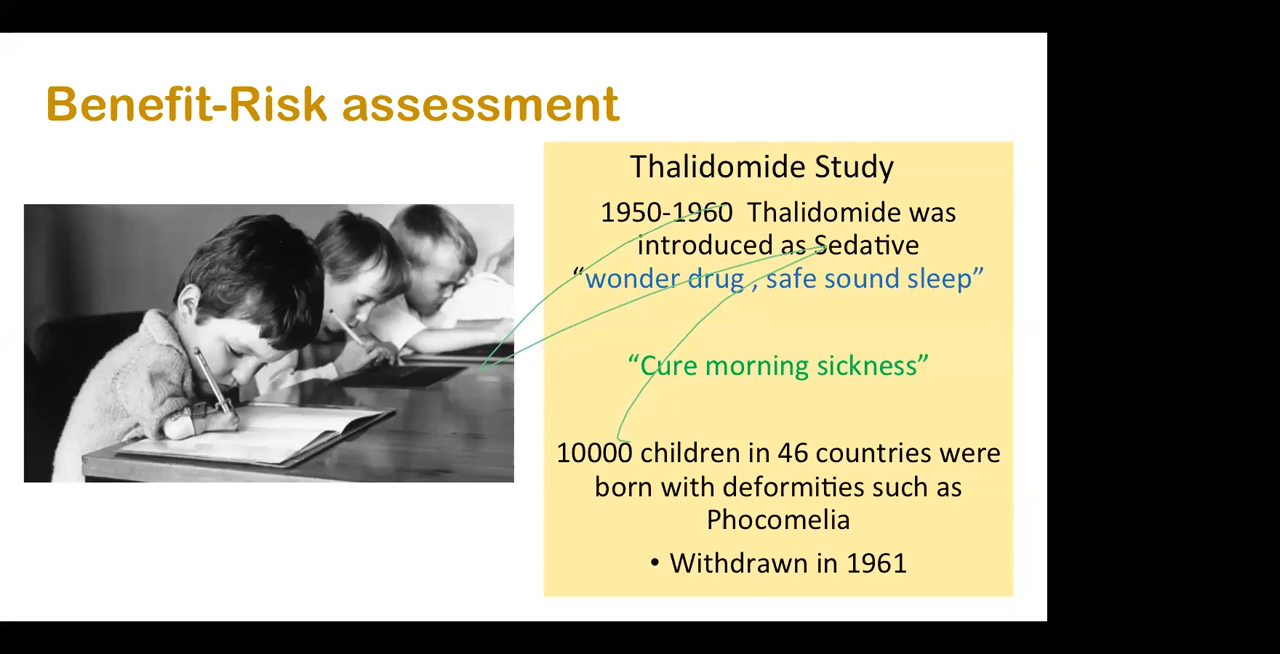 Benefit-Risk assessment
Thalidomide Study
1950-1960  Thalidomide was
introduced as Sedative
“wonder drug , safe sound sleep”
“Cure morning sickness”
10000 children in 46 countries were
born with deformities such as
Phocomelia
• Withdrawn in 1961